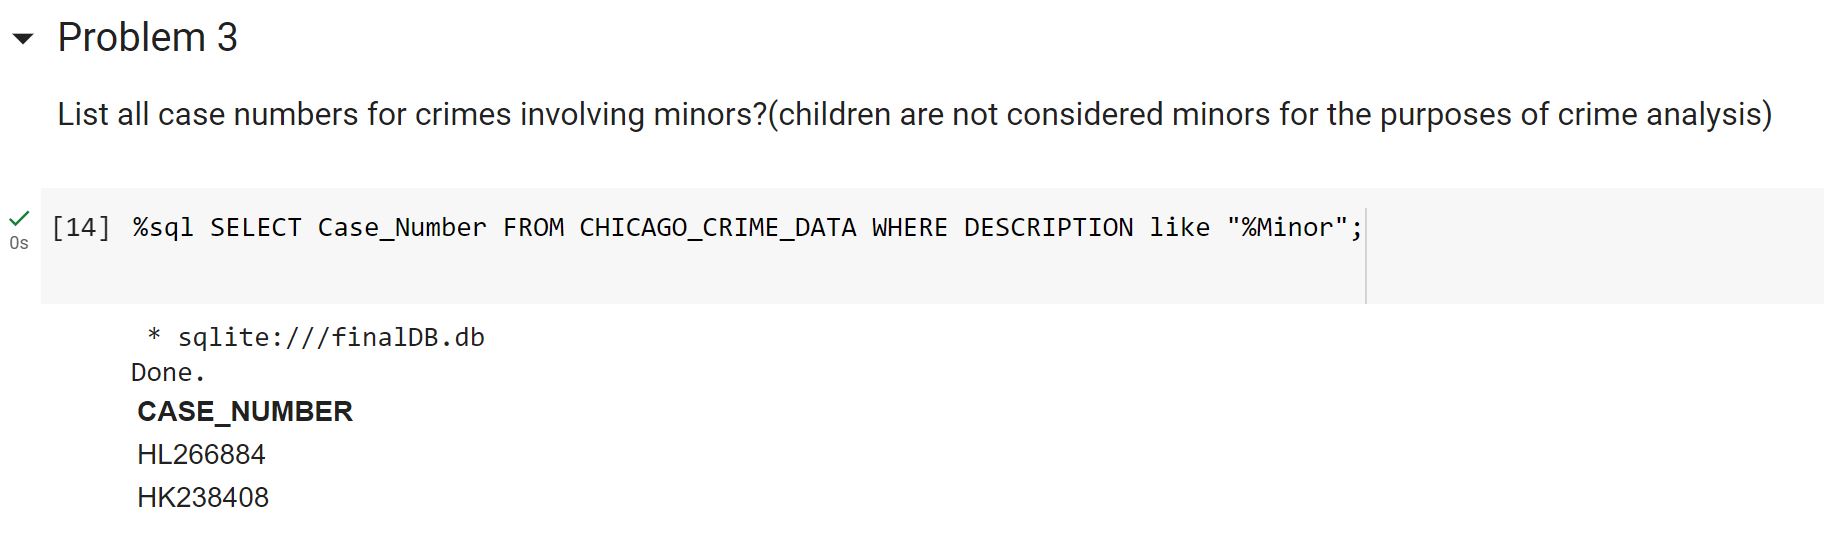 Problem 3
List all case numbers for crimes involving minors?(children are not considered minors for the purposes of crime analysis)
[14] %sql SELECT Case_Number FROM CHICAGO_CRIME_DATA WHERE DESCRIPTION like "%Minor";
0s
* sqlite:///finalDB.db
Done.
CASE_NUMBER
HL266884
HK238408